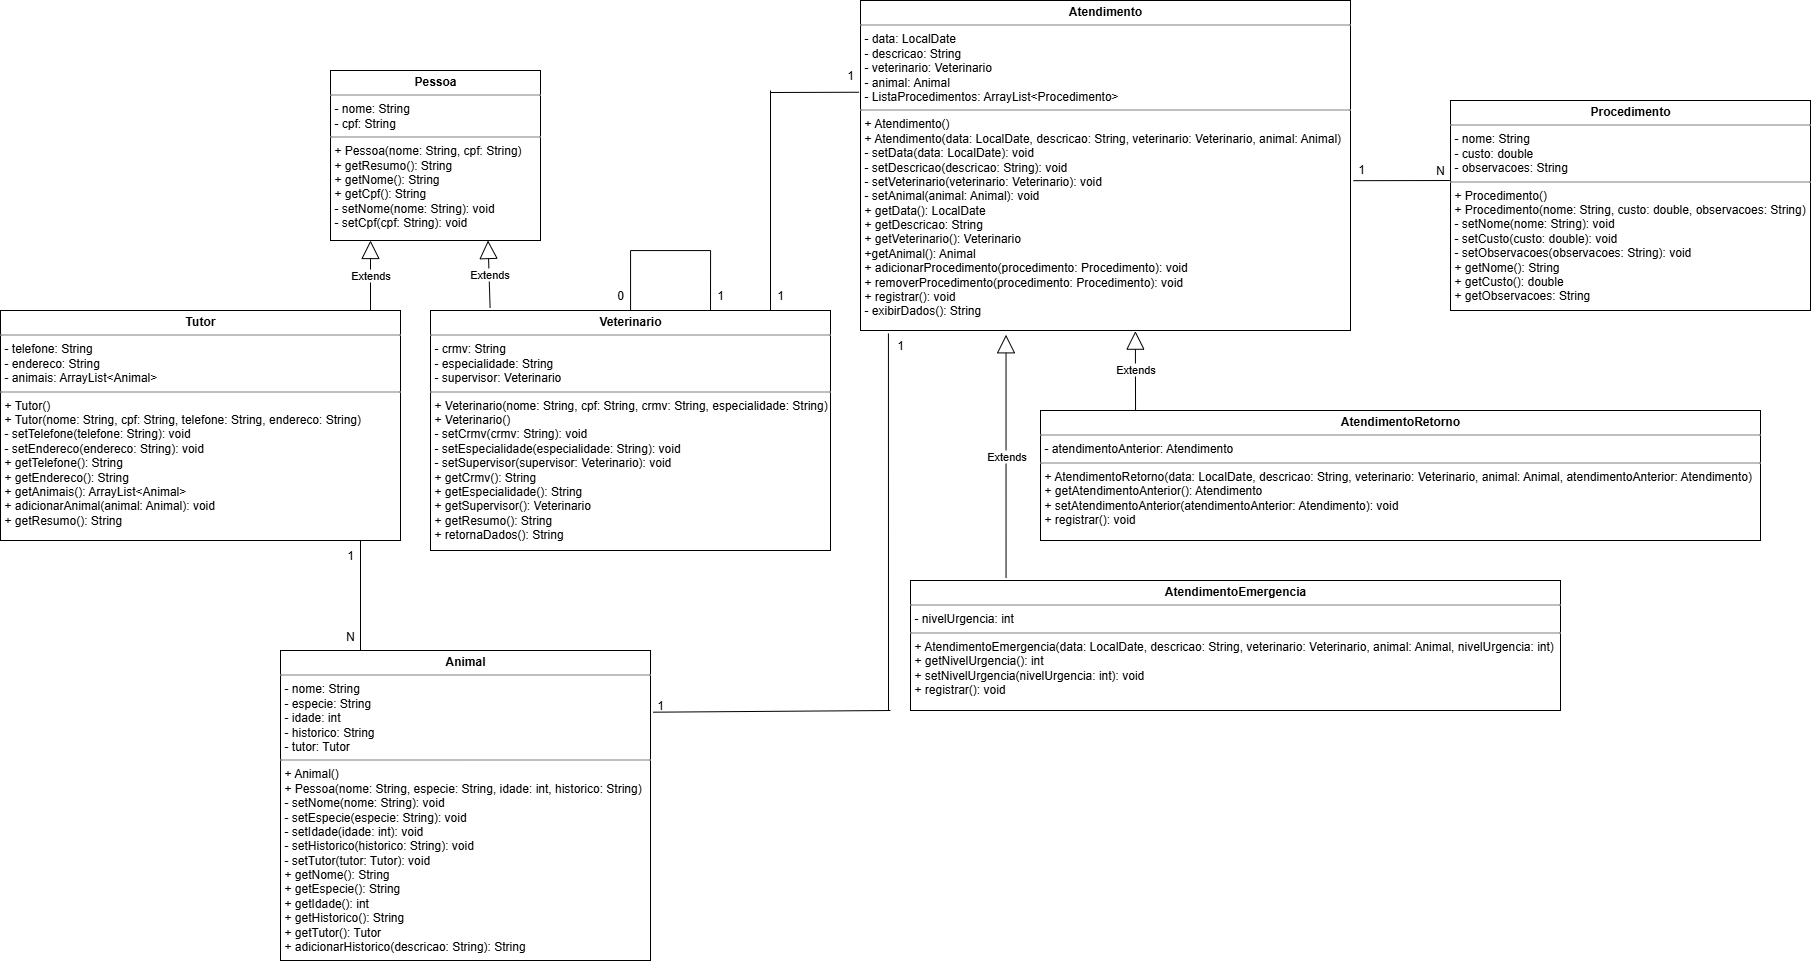 Atendimento
- data: LocalDate
- descricao: String
- veterinario: Veterinario
- animal: Animal
- ListaProcedimentos: ArrayList<Procedimento>
+ Atendimento()
+ Atendimento(data: LocalDate, descricao: String, veterinario: Veterinario, animal: Animal)
- setData(data: LocalDate): void
- setDescricao(descricao: String): void
- setVeterinario(veterinario: Veterinario): void
- setAnimal(animal: Animal): void
+ getData(): LocalDate
+ getDescricao: String
+ getVeterinario(): Veterinario
+getAnimal(): Animal
+ adicionarProcedimento(procedimento: Procedimento): void
+ removerProcedimento(procedimento: Procedimento): void
+ registrar(): void
- exibirDados(): String
Pessoa
- nome: String
- cpf: String
+ Pessoa(nome: String, cpf: String)
+ getResumo(): String
+ getNome(): String
+ getCpf(): String
- setNome(nome: String): void
- setCpf(cpf: String): void
Procedimento
- nome: String
- custo: double
- observacoes: String
+ Procedimento()
+ Procedimento(nome: String, custo: double, observacoes: String)
- setNome(nome: String): void
- setCusto(custo: double): void
- setObservacoes(observacoes: String): void
+ getNome(): String
+ getCusto(): double
+ getObservacoes: String
1
1
N
Extends
Extends
0
1
1
Tutor
- telefone: String
- endereco: String
- animais: ArrayList<Animal>
+ Tutor()
+ Tutor(nome: String, cpf: String, telefone: String, endereco: String)
- setTelefone(telefone: String): void
- setEndereco(endereco: String): void
+ getTelefone(): String
+ getEndereco(): String
+ getAnimais(): ArrayList<Animal>
+ adicionarAnimal(animal: Animal): void
+ getResumo(): String
Veterinario
- crmv: String
- especialidade: String
- supervisor: Veterinario
+ Veterinario(nome: String, cpf: String, crmv: String, especialidade: String)
+ Veterinario()
- setCrmv(crmv: String): void
- setEspecialidade(especialidade: String): void
- setSupervisor(supervisor: Veterinario): void
+ getCrmv(): String
+ getEspecialidade(): String
+ getSupervisor(): Veterinario
+ getResumo(): String
+ retornaDados(): String
1
Extends
Extends
AtendimentoRetorno
- atendimentoAnterior: Atendimento
+ AtendimentoRetorno(data: LocalDate, descricao: String, veterinario: Veterinario, animal: Animal, atendimentoAnterior: Atendimento)
+ getAtendimentoAnterior(): Atendimento
+ setAtendimentoAnterior(atendimentoAnterior: Atendimento): void
+ registrar(): void
AtendimentoEmergencia
- nivelUrgencia: int
+ AtendimentoEmergencia(data: LocalDate, descricao: String, veterinario: Veterinario, animal: Animal, nivelUrgencia: int)
+ getNivelUrgencia(): int
+ setNivelUrgencia(nivelUrgencia: int): void
+ registrar(): void
1
N
1
Animal
- nome: String
- especie: String
- idade: int
- historico: String
- tutor: Tutor
+ Animal()
+ Pessoa(nome: String, especie: String, idade: int, historico: String)
- setNome(nome: String): void
- setEspecie(especie: String): void
- setIdade(idade: int): void
- setHistorico(historico: String): void
- setTutor(tutor: Tutor): void
+ getNome(): String
+ getEspecie(): String
+ getIdade(): int
+ getHistorico(): String
+ getTutor(): Tutor
+ adicionarHistorico(descricao: String): String